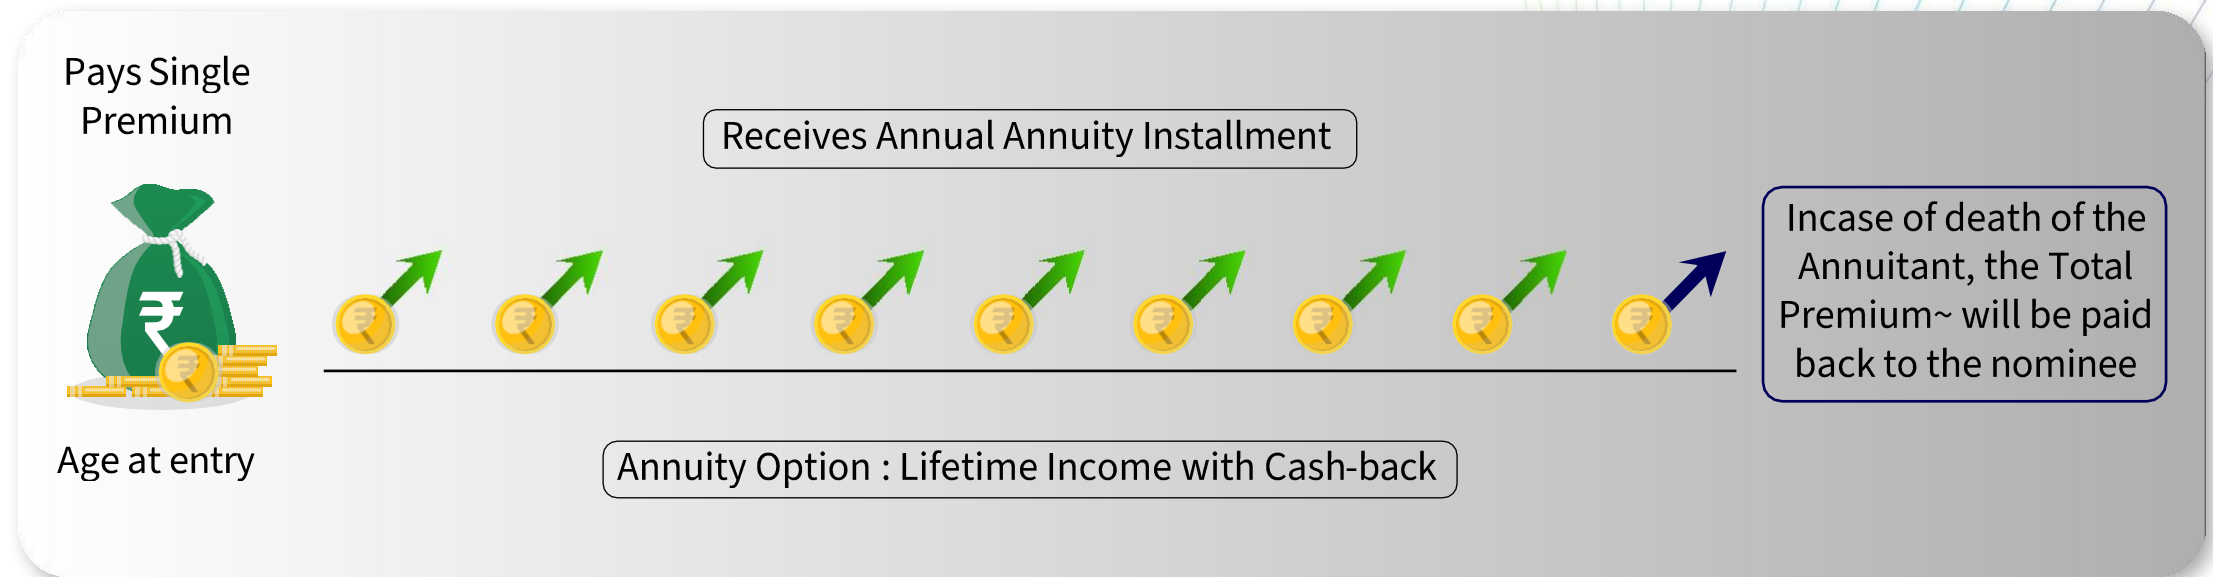 Pays Single
Premium
Receives Annual Annuity Installment
₹
Incase of death of the
Annuitant, the Total
Premium~ will be paid
back to the nominee
Age at entry
Annuity Option : Lifetime Income with Cash-back